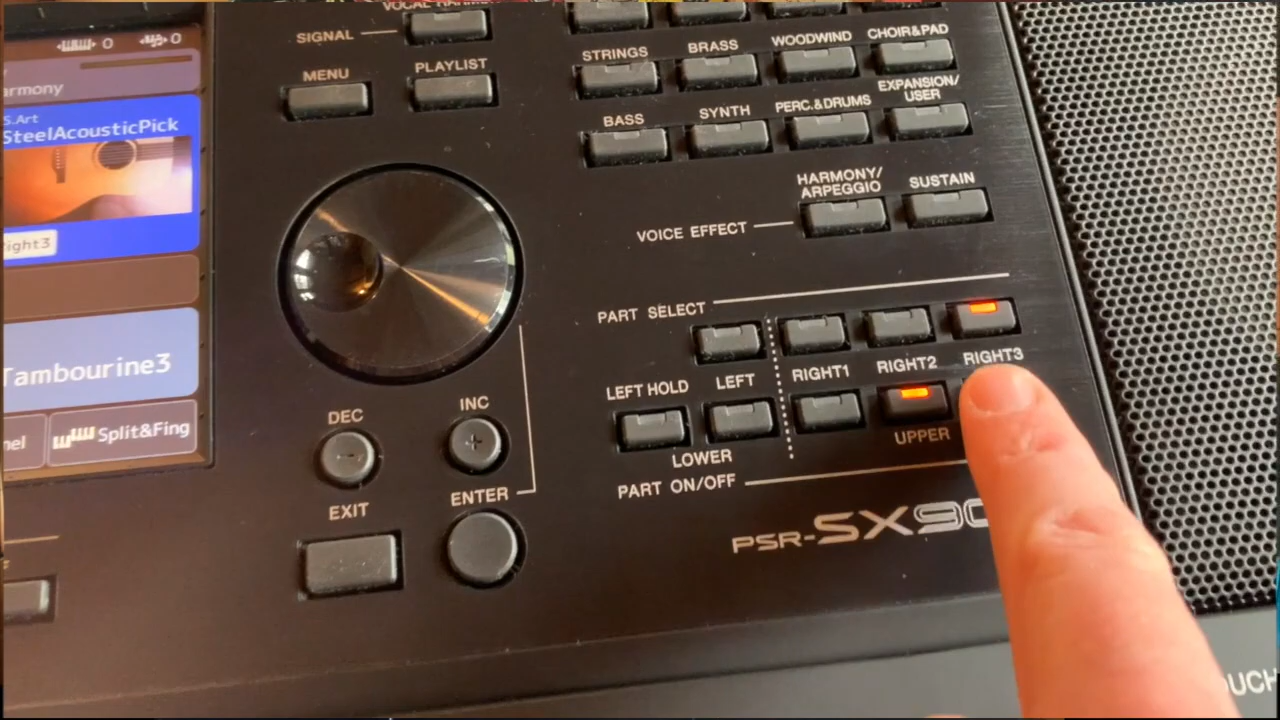 0 0
armony
S.Art
SteelAcousticPick
ight3
Tambourine3
nel
Split&Fing
SIGNAL
MENU
PLAYLIST
STRINGS
BRASS
WOODWIND
CHOIR&PAD
BASS
SYNTH
PERC.&DRUMS
EXPANSION/
USER
HARMONY/
ARPEGGIO
SUSTAIN
VOICE EFFECT
PART SELECT
LEFT HOLD
LEFT
RIGHT1
RIGHT2
RIGHT3
UPPER
LOWER
PART ON/OFF
DEC
-
INC
+
EXIT
ENTER
PSR-SX90
OUCH